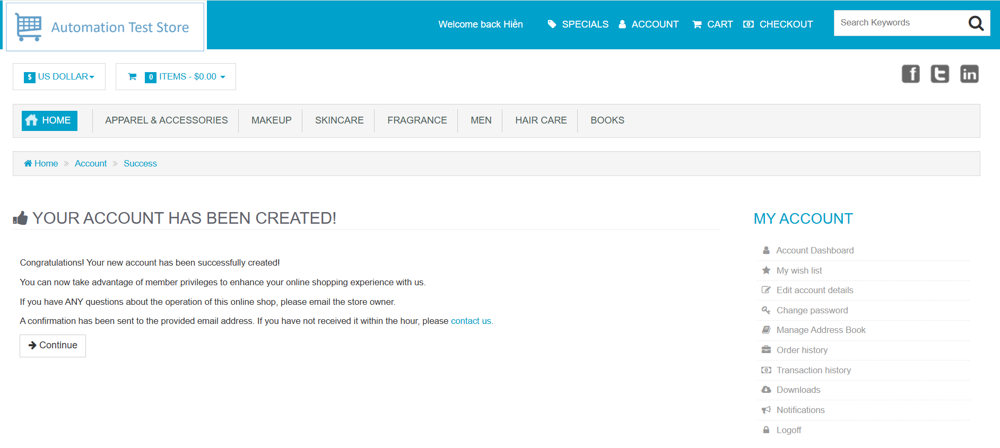 Automation Test Store
Welcome back Hiền SPECIALS ACCOUNT CART CHECKOUT Search Keywords
$ US DOLLAR 0 ITEMS - $0.00
HOME APPAREL & ACCESSORIES MAKEUP SKINCARE FRAGRANCE MEN HAIR CARE BOOKS
Home Account Success
YOUR ACCOUNT HAS BEEN CREATED!
Congratulations! Your new account has been successfully created!
You can now take advantage of member privileges to enhance your online shopping experience with us.
If you have ANY questions about the operation of this online shop, please email the store owner.
A confirmation has been sent to the provided email address. If you have not received it within the hour, please contact us.
Continue
MY ACCOUNT
Account Dashboard
My wish list
Edit account details
Change password
Manage Address Book
Order history
Transaction history
Downloads
Notifications
Logoff